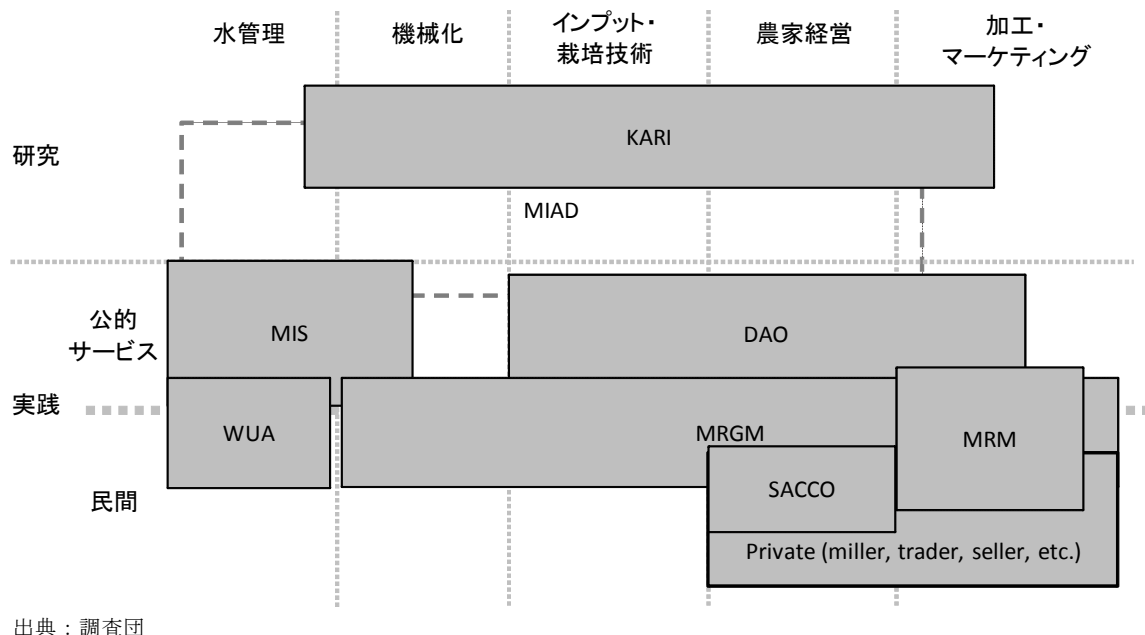 水管理
機械化
インプット・
栽培技術
農家経営
加工・
マーケティング
研究
KARI
MIAD
公的
サービス
MIS
DAO
実践
WUA
MRGM
MRM
民間
SACCO
Private (miller, trader, seller, etc.)
出典：調査団